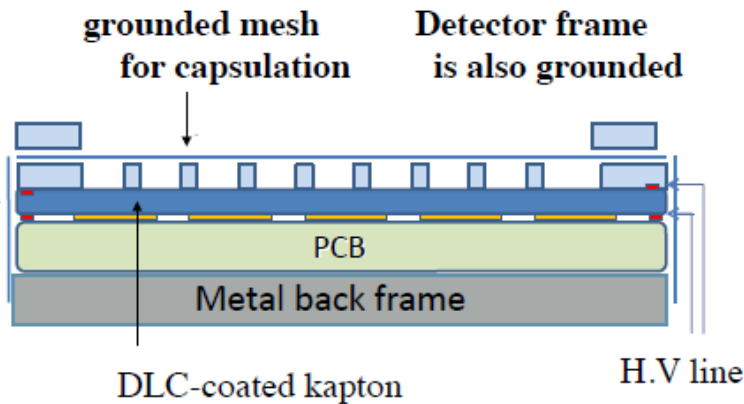 grounded mesh
for capsulation
Detector frame
is also grounded
PCB
Metal back frame
DLC-coated kapton
H.V line